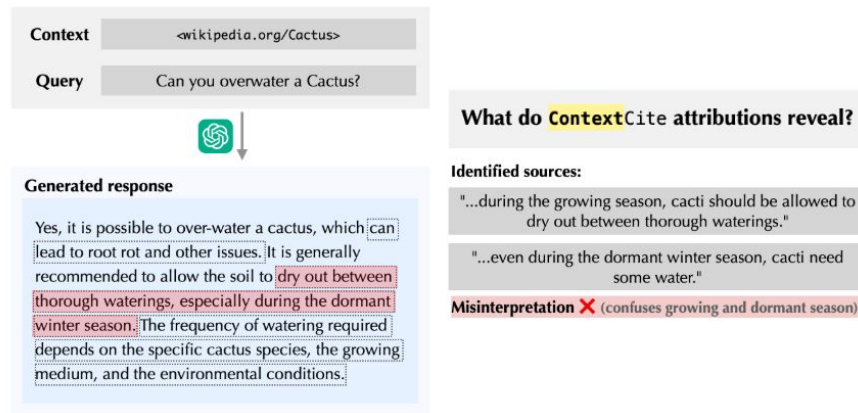 Context
<wikipedia.org/Cactus>
Query
Can you overwater a Cactus?
Generated response
Yes, it is possible to over-water a cactus, which can
lead to root rot and other issues. It is generally
recommended to allow the soil to dry out between
thorough waterings, especially during the dormant
winter season. The frequency of watering required
depends on the specific cactus species, the growing
medium, and the environmental conditions.
What do ContextCite attributions reveal?
Identified sources:
"...during the growing season, cacti should be allowed to
dry out between thorough waterings."
"...even during the dormant winter season, cacti need
some water."
Misinterpretation ❌ (confuses growing and dormant season)